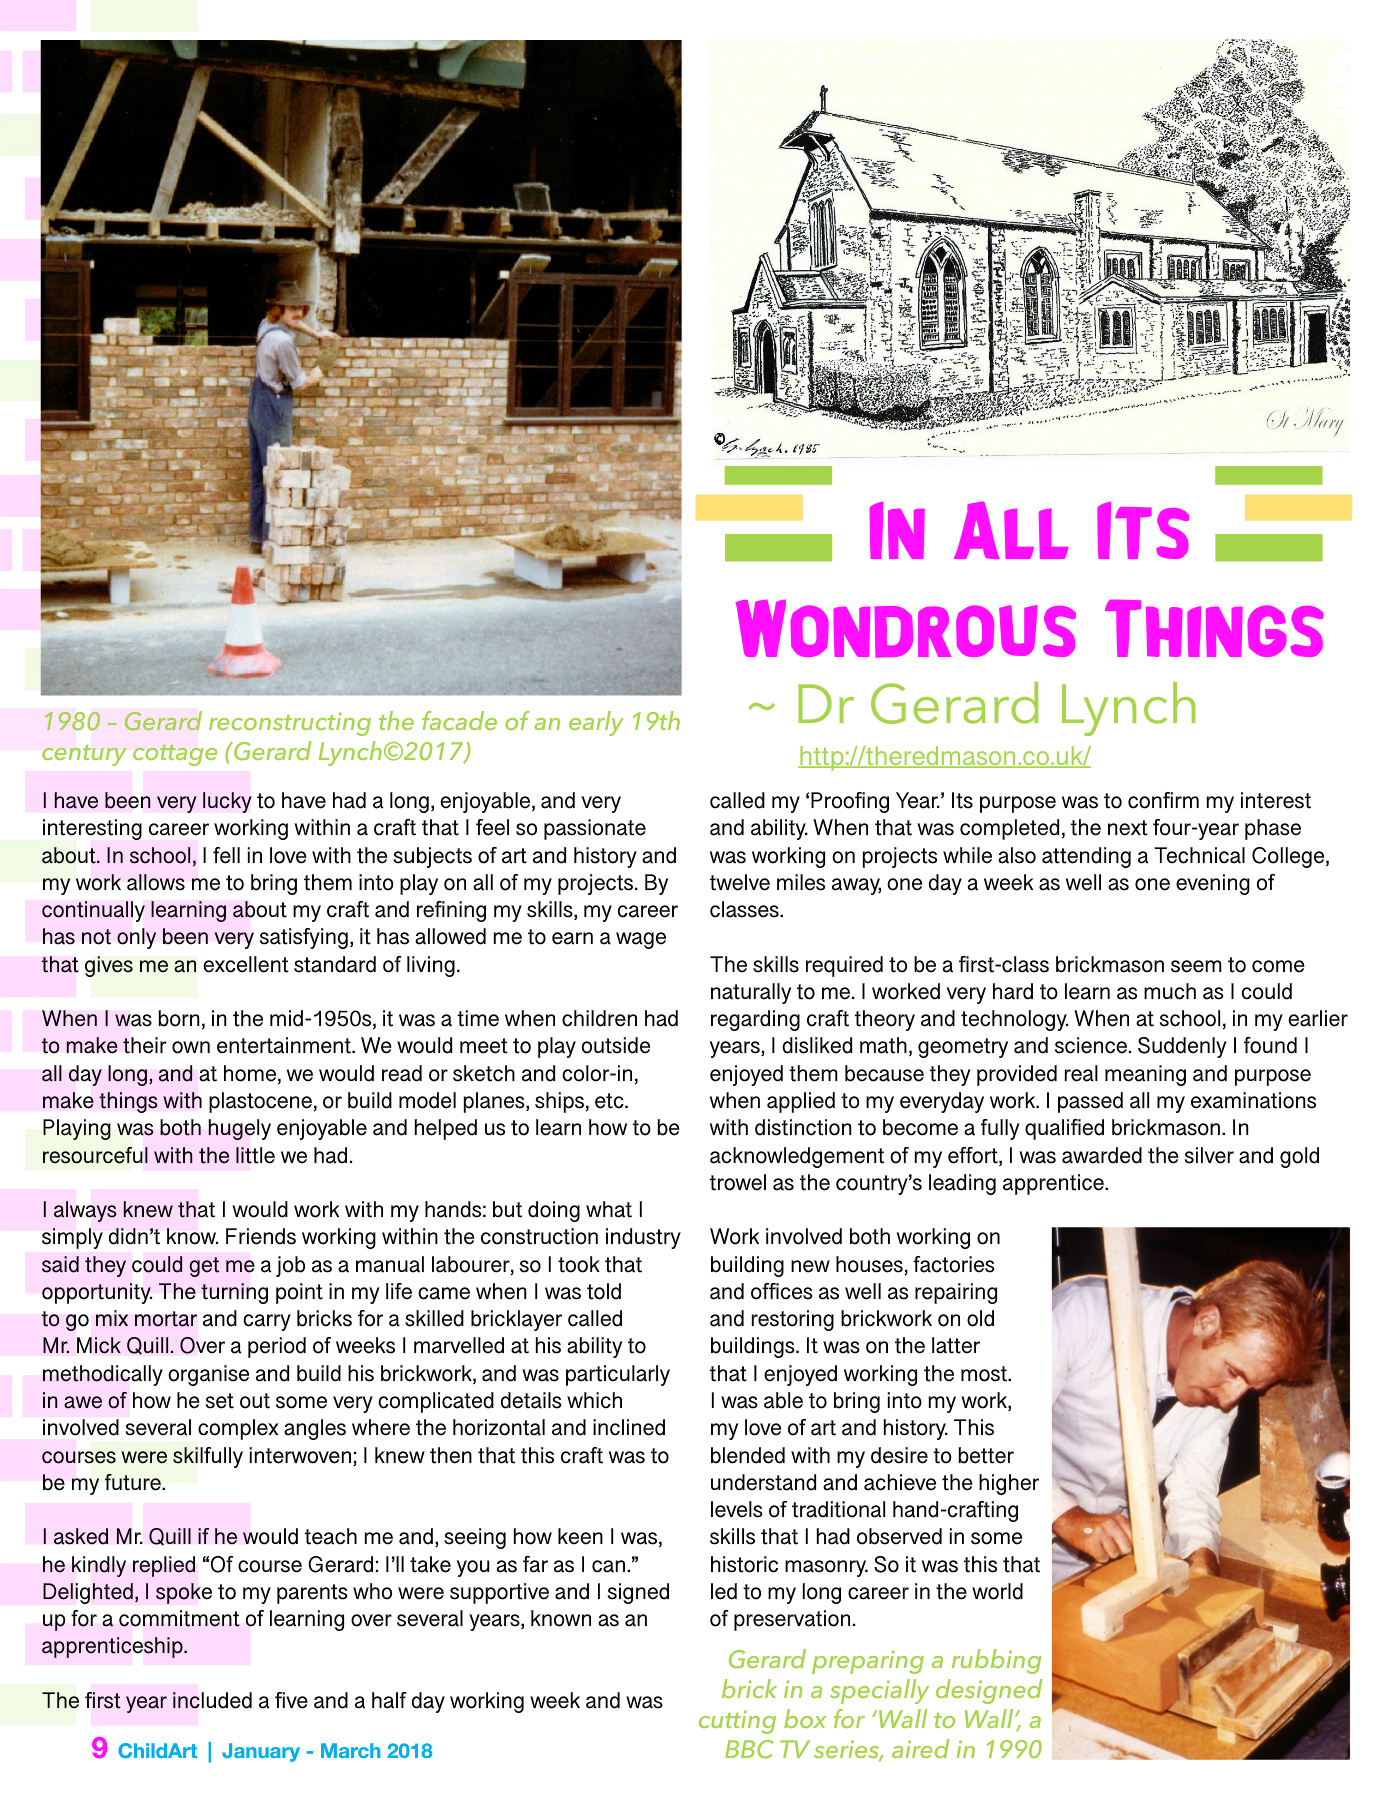 St Mary
© G. Lynch. 1985
In All Its
Wondrous Things
~ Dr Gerard Lynch
http://theredmason.co.uk/
1980 – Gerard reconstructing the facade of an early 19th
century cottage (Gerard Lynch©2017)
I have been very lucky to have had a long, enjoyable, and very
interesting career working within a craft that I feel so passionate
about. In school, I fell in love with the subjects of art and history and
my work allows me to bring them into play on all of my projects. By
continually learning about my craft and refining my skills, my career
has not only been very satisfying, it has allowed me to earn a wage
that gives me an excellent standard of living.
When I was born, in the mid-1950s, it was a time when children had
to make their own entertainment. We would meet to play outside
all day long, and at home, we would read or sketch and color-in,
make things with plastocene, or build model planes, ships, etc.
Playing was both hugely enjoyable and helped us to learn how to be
resourceful with the little we had.
I always knew that I would work with my hands: but doing what I
simply didn’t know. Friends working within the construction industry
said they could get me a job as a manual labourer, so I took that
opportunity. The turning point in my life came when I was told
to go mix mortar and carry bricks for a skilled bricklayer called
Mr. Mick Quill. Over a period of weeks I marvelled at his ability to
methodically organise and build his brickwork, and was particularly
in awe of how he set out some very complicated details which
involved several complex angles where the horizontal and inclined
courses were skilfully interwoven; I knew then that this craft was to
be my future.
I asked Mr. Quill if he would teach me and, seeing how keen I was,
he kindly replied “Of course Gerard: I’ll take you as far as I can.”
Delighted, I spoke to my parents who were supportive and I signed
up for a commitment of learning over several years, known as an
apprenticeship.
The first year included a five and a half day working week and was
called my ‘Proofing Year.’ Its purpose was to confirm my interest
and ability. When that was completed, the next four-year phase
was working on projects while also attending a Technical College,
twelve miles away, one day a week as well as one evening of
classes.
The skills required to be a first-class brickmason seem to come
naturally to me. I worked very hard to learn as much as I could
regarding craft theory and technology. When at school, in my earlier
years, I disliked math, geometry and science. Suddenly I found I
enjoyed them because they provided real meaning and purpose
when applied to my everyday work. I passed all my examinations
with distinction to become a fully qualified brickmason. In
acknowledgement of my effort, I was awarded the silver and gold
trowel as the country’s leading apprentice.
Work involved both working on
building new houses, factories
and offices as well as repairing
and restoring brickwork on old
buildings. It was on the latter
that I enjoyed working the most.
I was able to bring into my work,
my love of art and history. This
blended with my desire to better
understand and achieve the higher
levels of traditional hand-crafting
skills that I had observed in some
historic masonry. So it was this that
led to my long career in the world
of preservation.
Gerard preparing a rubbing
brick in a specially designed
cutting box for ‘Wall to Wall’, a
BBC TV series, aired in 1990
9 ChildArt | January - March 2018